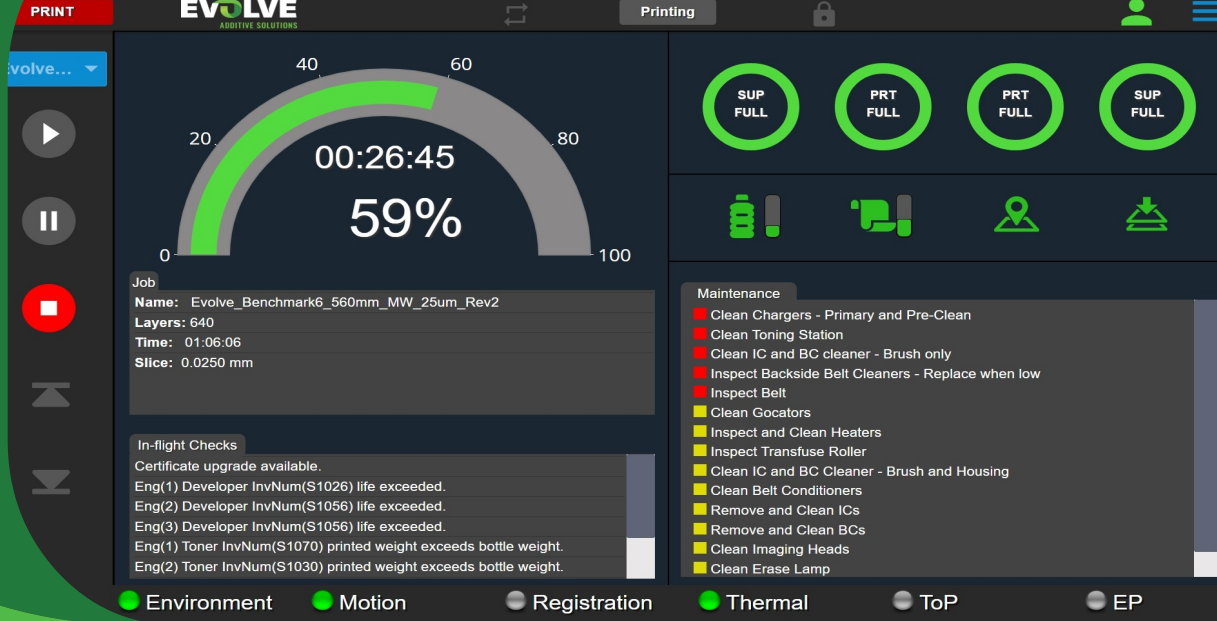 PRINT
EVOLVE
ADDITIVE SOLUTIONS
Printing
Evolve...
40
60
20
80
00:26:45
59%
0
100
SUP
FULL
PRT
FULL
PRT
FULL
SUP
FULL
Job
Name: Evolve_Benchmark6_560mm_MW_25um_Rev2
Layers: 640
Time: 01:06:06
Slice: 0.0250 mm
In-flight Checks
Certificate upgrade available.
Eng(1) Developer InvNum(S1026) life exceeded.
Eng(2) Developer InvNum(S1056) life exceeded.
Eng(3) Developer InvNum(S1056) life exceeded.
Eng(1) Toner InvNum(S1070) printed weight exceeds bottle weight.
Eng(2) Toner InvNum(S1030) printed weight exceeds bottle weight.
Maintenance
Clean Chargers - Primary and Pre-Clean
Clean Toning Station
Clean IC and BC cleaner - Brush only
Inspect Backside Belt Cleaners - Replace when low
Inspect Belt
Clean Gocators
Inspect and Clean Heaters
Inspect Transfuse Roller
Clean IC and BC Cleaner - Brush and Housing
Clean Belt Conditioners
Remove and Clean ICs
Remove and Clean BCs
Clean Imaging Heads
Clean Erase Lamp
Environment
Motion
Registration
Thermal
ToP
EP